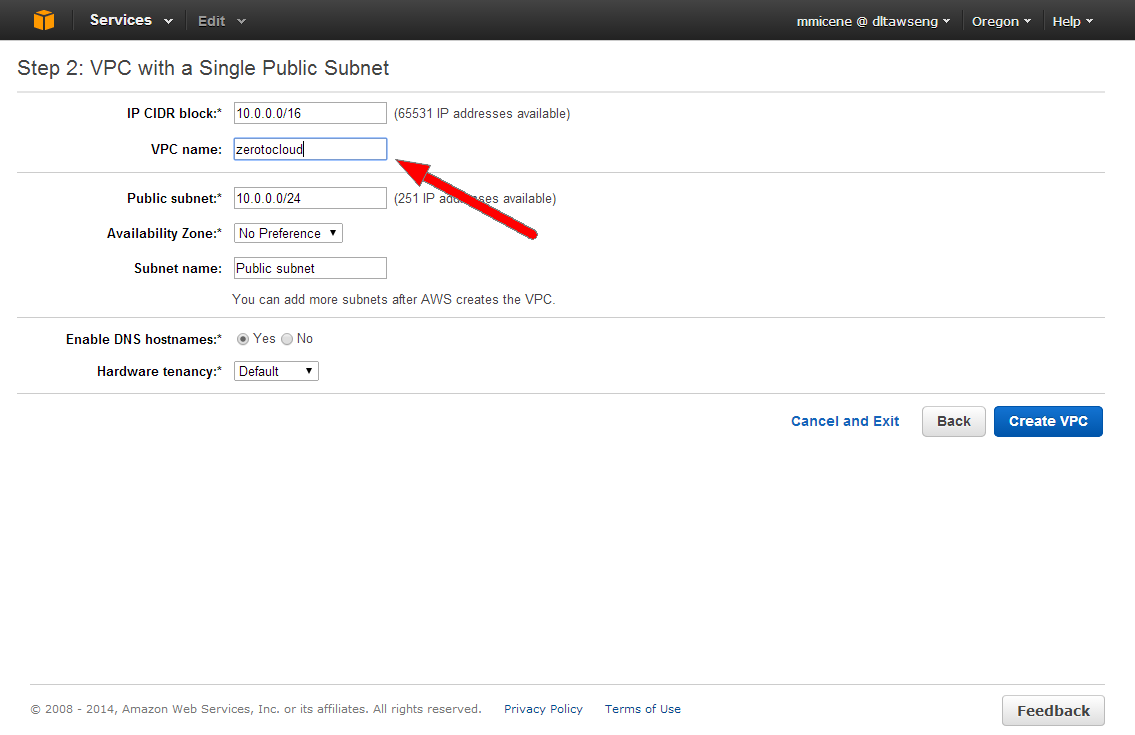 Services Edit mmicene @ dltawseng Oregon Help
Step 2: VPC with a Single Public Subnet
IP CIDR block:* 10.0.0.0/16 (65531 IP addresses available)
VPC name: zerotocloud
Public subnet:* 10.0.0.0/24 (251 IP addresses available)
Availability Zone:* No Preference
Subnet name: Public subnet
You can add more subnets after AWS creates the VPC.
Enable DNS hostnames:* Yes No
Hardware tenancy:* Default
Cancel and Exit Back Create VPC
© 2008 - 2014, Amazon Web Services, Inc. or its affiliates. All rights reserved. Privacy Policy Terms of Use Feedback